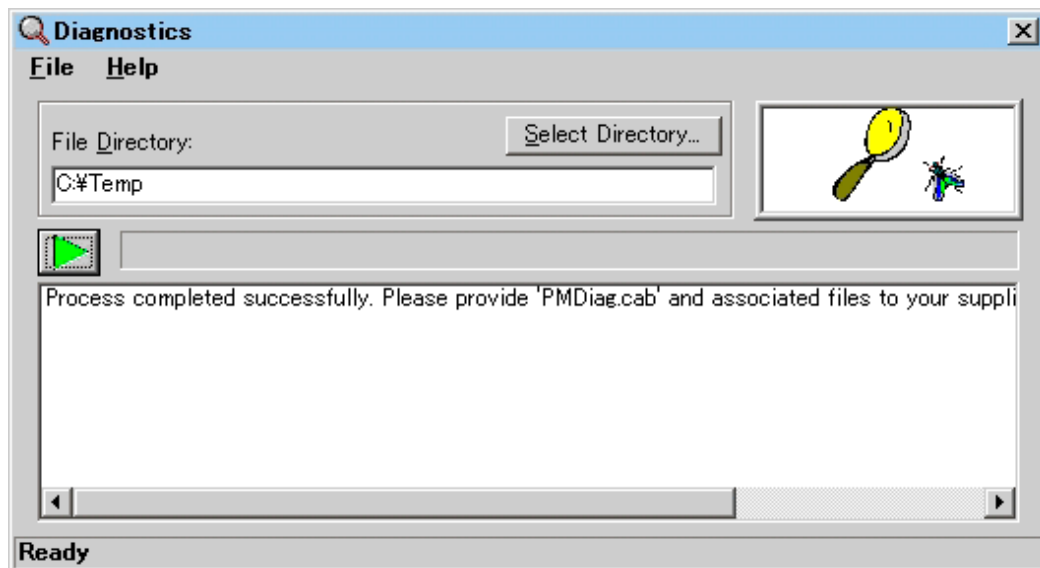 Diagnostics
File Help
File Directory:
Select Directory...
C:¥Temp
Process completed successfully. Please provide 'PMDiag.cab' and associated files to your suppli
Ready